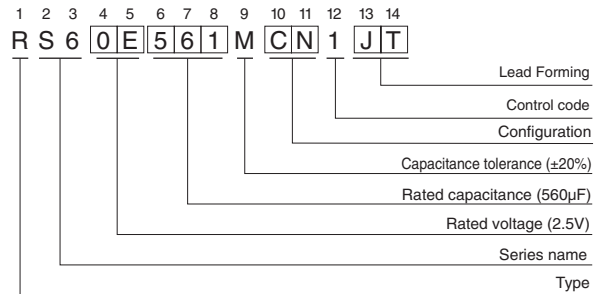 1 2 3 4 5 6 7 8 9 10 11 12 13 14
R S 6 0 E 5 6 1 M C N 1 J T
Lead Forming
Control code
Configuration
Capacitance tolerance (±20%)
Rated capacitance (560μF)
Rated voltage (2.5V)
Series name
Type